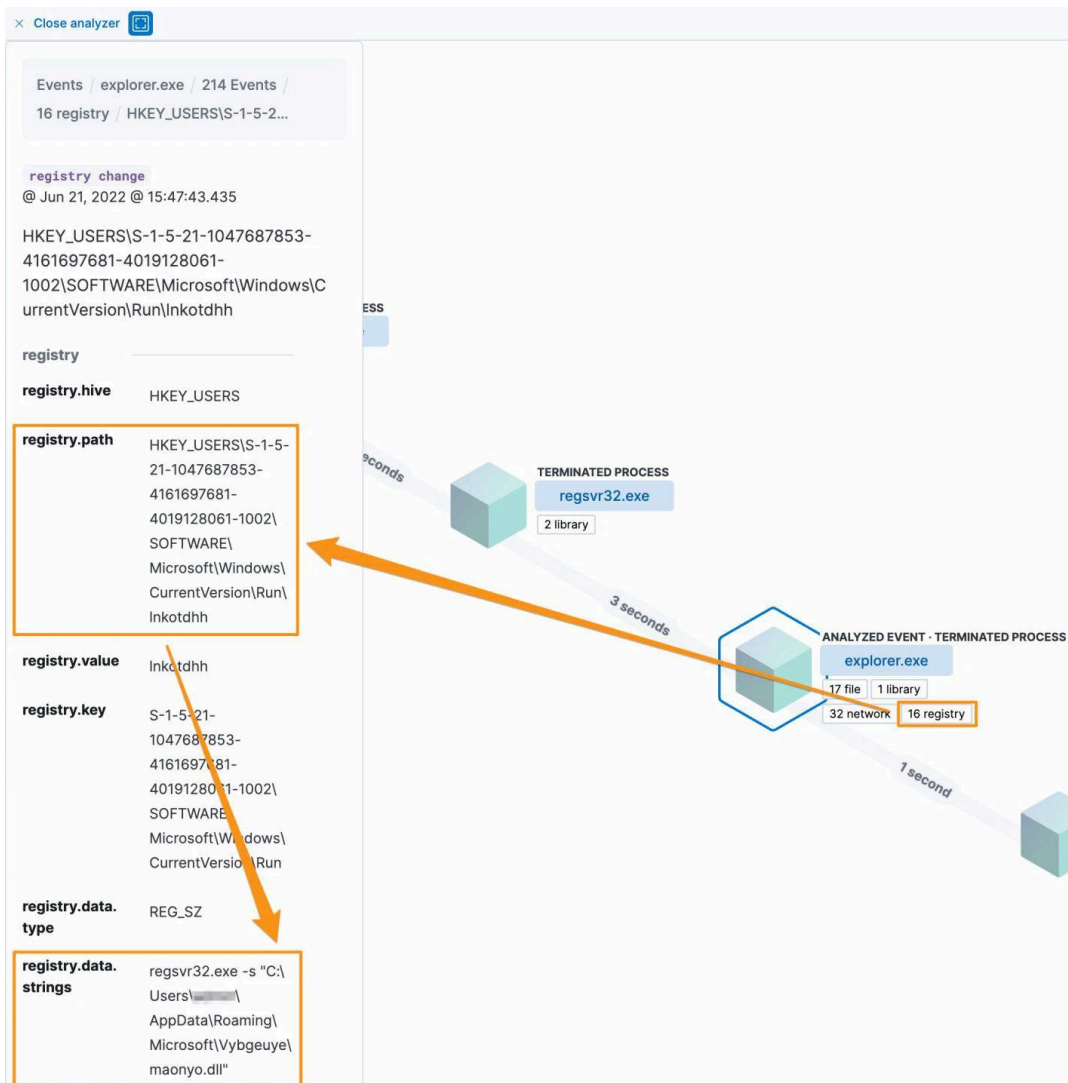 × Close analyzer
Events / explorer.exe / 214 Events /
16 registry / HKEY_USERS\S-1-5-2...
registry change
@ Jun 21, 2022 @ 15:47:43.435
HKEY_USERS\S-1-5-21-1047687853-
4161697681-4019128061-
1002\SOFTWARE\Microsoft\Windows\C
urrentVersion\Run\lnkotdhh
registry
registry.hive
HKEY_USERS
registry.path
HKEY_USERS\S-1-5-
21-1047687853-
4161697681-
4019128061-1002\
SOFTWARE\
Microsoft\Windows\
CurrentVersion\Run\
lnkotdhh
registry.value
lnkotdhh
registry.key
S-1-5-21-
1047687853-
4161697681-
4019128061-1002\
SOFTWARE\
Microsoft\Windows\
CurrentVersion\Run
registry.data.
type
REG_SZ
registry.data.
strings
regsvr32.exe -s "C:\
Users\
\
AppData\Roaming\
Microsoft\Vybgeuye\
maonyo.dll"
ESS
econds
TERMINATED PROCESS
regsvr32.exe
2 library
3 seconds
ANALYZED EVENT · TERMINATED PROCESS
explorer.exe
17 file
1 library
32 network
16 registry
1 second